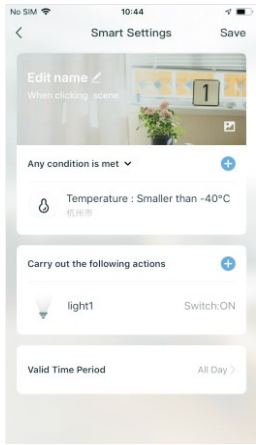 No SIM 10:44
Smart Settings Save
Edit name
When clicking scene
1
Any condition is met
Temperature : Smaller than -40°C
杭州市
Carry out the following actions
light1 Switch:ON
Valid Time Period All Day